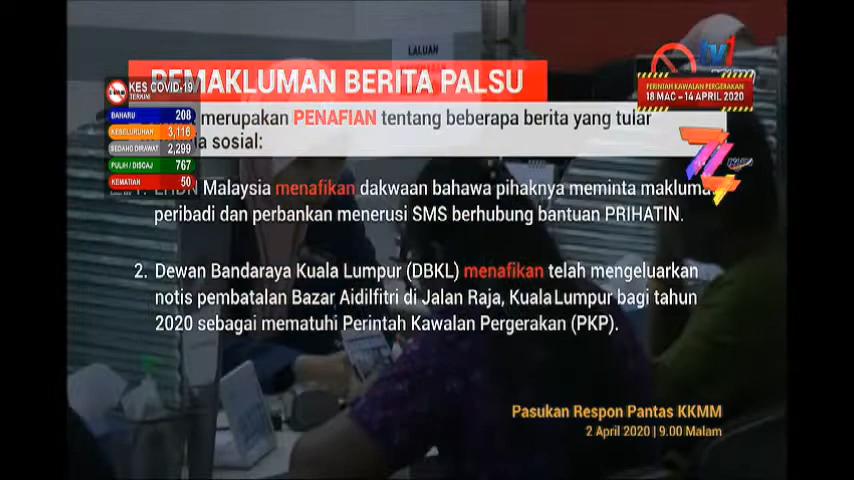 LALUAN
tv1
PEMAKLUMAN BERITA PALSU
KES COVID-19
TERKINI
BAHARU 208
KESELURUHAN 3,116
SEDANG DIRAWAT 2,299
PULIH / DISCAJ 767
KEMATIAN 50
PERINTAH KAWALAN PERGERAKAN
18 MAC – 14 APRIL 2020
merupakan PENAFIAN tentang beberapa berita yang tular
sosial:
1. LHDN Malaysia menafikan dakwaan bahawa pihaknya meminta
peribadi dan perbankan menerusi SMS berhubung bantuan PRIHATIN.
2. Dewan Bandaraya Kuala Lumpur (DBKL) menafikan telah mengeluarkan
notis pembatalan Bazar Aidilfitri di Jalan Raja, Kuala Lumpur bagi tahun
2020 sebagai mematuhi Perintah Kawalan Pergerakan (PKP).
Pasukan Respon Pantas KKMM
2 April 2020 | 9.00 Malam